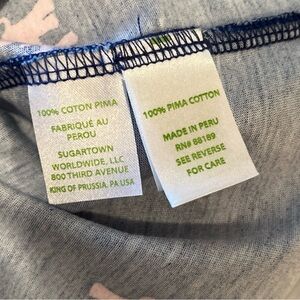 100% COTON PIMA
FABRIQUÉ AU
PEROU
SUGARTOWN
WORLDWIDE, LLC
800 THIRD AVENUE
KING OF PRUSSIA, PA USA
100% PIMA COTTON
MADE IN PERU
RN# 88189
SEE REVERSE
FOR CARE